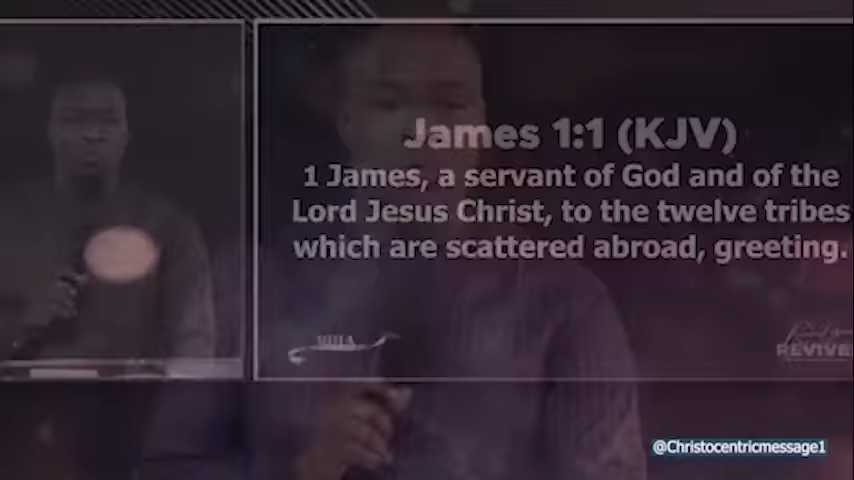 James 1:1 (KJV)
1 James, a servant of God and of the
Lord Jesus Christ, to the twelve tribes
which are scattered abroad, greeting.
REVIVE
@Christocentricmessage1